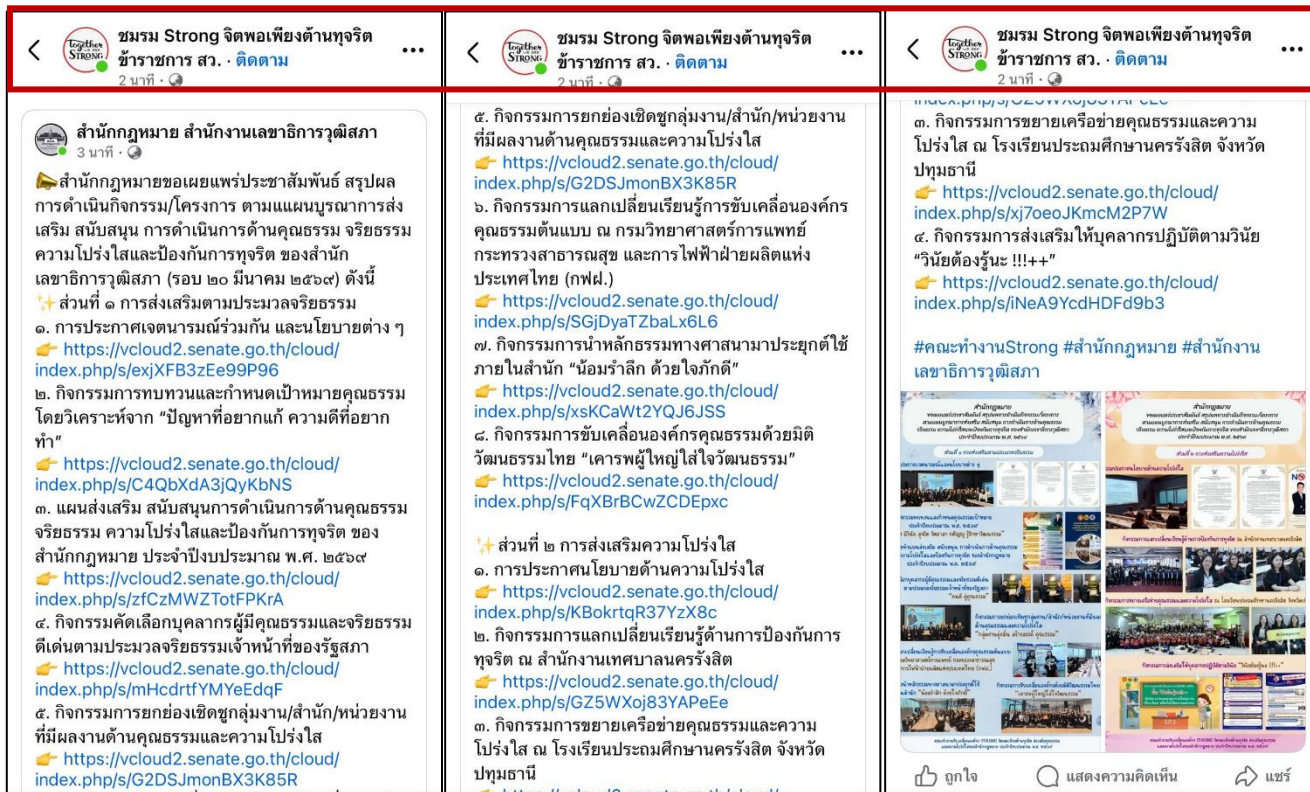 ชมรม Strong จิตพอเพียงต้านทุจริต
ข้าราชการ สว. · ติดตาม
2 นาที ·
สำนักกฎหมาย สำนักงานเลขาธิการวุฒิสภา
3 นาที ·
สำนักกฎหมายขอเผยแพร่ประชาสัมพันธ์ สรุปผล
การดำเนินกิจกรรม/โครงการ ตามแแผนบูรณาการส่ง
เสริม สนับสนุน การดำเนินการด้านคุณธรรม จริยธรรม
ความโปร่งใสและป้องกันการทุจริต ของสำนัก
เลขาธิการวุฒิสภา (รอบ ๒๐ มีนาคม ๒๕๖๙) ดังนี้
✨ ส่วนที่ ๑ การส่งเสริมตามประมวลจริยธรรม
๑. การประกาศเจตนารมณ์ร่วมกัน และนโยบายต่าง ๆ
👉 https://vcloud2.senate.go.th/cloud/
index.php/s/exjXFB3zEe99P96
๒. กิจกรรมการทบทวนและกำหนดเป้าหมายคุณธรรม
โดยวิเคราะห์จาก “ปัญหาที่อยากแก้ ความดีที่อยาก
ทำ”
👉 https://vcloud2.senate.go.th/cloud/
index.php/s/C4QbXdA3jQyKbNS
๓. แผนส่งเสริม สนับสนุนการดำเนินการด้านคุณธรรม
จริยธรรม ความโปร่งใสและป้องกันการทุจริต ของ
สำนักกฎหมาย ประจำปีงบประมาณ พ.ศ. ๒๕๖๙
👉 https://vcloud2.senate.go.th/cloud/
index.php/s/zfCzMWZTotFPKrA
๔. กิจกรรมคัดเลือกบุคลากรผู้มีคุณธรรมและจริยธรรม
ดีเด่นตามประมวลจริยธรรมเจ้าหน้าที่ของรัฐสภา
👉 https://vcloud2.senate.go.th/cloud/
index.php/s/mHcdrtfYMYeEdqF
๕. กิจกรรมการยกย่องเชิดชูกลุ่มงาน/สำนัก/หน่วยงาน
ที่มีผลงานด้านคุณธรรมและความโปร่งใส
👉 https://vcloud2.senate.go.th/cloud/
index.php/s/G2DSJmonBX3K85R
ชมรม Strong จิตพอเพียงต้านทุจริต
ข้าราชการ สว. · ติดตาม
2 นาที ·
๕. กิจกรรมการยกย่องเชิดชูกลุ่มงาน/สำนัก/หน่วยงาน
ที่มีผลงานด้านคุณธรรมและความโปร่งใส
👉 https://vcloud2.senate.go.th/cloud/
index.php/s/G2DSJmonBX3K85R
๖. กิจกรรมการแลกเปลี่ยนเรียนรู้การขับเคลื่อนองค์กร
คุณธรรมต้นแบบ ณ กรมวิทยาศาสตร์การแพทย์
กระทรวงสาธารณสุข และการไฟฟ้าฝ่ายผลิตแห่ง
ประเทศไทย (กฟผ.)
👉 https://vcloud2.senate.go.th/cloud/
index.php/s/SGjDyaTZbaLx6L6
๗. กิจกรรมการนำหลักธรรมทางศาสนามาประยุกต์ใช้
ภายในสำนัก “น้อมรำลึก ด้วยใจภักดี”
👉 https://vcloud2.senate.go.th/cloud/
index.php/s/xsKCaWt2YQJ6JSS
๘. กิจกรรมการขับเคลื่อนองค์กรคุณธรรมด้วยมิติ
วัฒนธรรมไทย “เคารพผู้ใหญ่ใส่ใจวัฒนธรรม”
👉 https://vcloud2.senate.go.th/cloud/
index.php/s/FqXBrBCwZCDEpxc
✨ ส่วนที่ ๒ การส่งเสริมความโปร่งใส
๑. การประกาศนโยบายด้านความโปร่งใส
👉 https://vcloud2.senate.go.th/cloud/
index.php/s/KBokrtqR37YzX8c
๒. กิจกรรมการแลกเปลี่ยนเรียนรู้ด้านการป้องกันการ
ทุจริต ณ สำนักงานเทศบาลนครรังสิต
👉 https://vcloud2.senate.go.th/cloud/
index.php/s/GZ5WXoj83YAPeEe
๓. กิจกรรมการขยายเครือข่ายคุณธรรมและความ
โปร่งใส ณ โรงเรียนประถมศึกษานครรังสิต จังหวัด
ปทุมธานี
ชมรม Strong จิตพอเพียงต้านทุจริต
ข้าราชการ สว. · ติดตาม
2 นาที ·
๓. กิจกรรมการขยายเครือข่ายคุณธรรมและความ
โปร่งใส ณ โรงเรียนประถมศึกษานครรังสิต จังหวัด
ปทุมธานี
👉 https://vcloud2.senate.go.th/cloud/
index.php/s/xj7oeoJKmcM2P7W
๔. กิจกรรมการส่งเสริมให้บุคลากรปฏิบัติตามวินัย
“วินัยต้องรู้นะ !!!++”
👉 https://vcloud2.senate.go.th/cloud/
index.php/s/iNeA9YcdHDFd9b3
#คณะทำงานStrong #สำนักกฎหมาย #สำนักงาน
เลขาธิการวุฒิสภา
สำนักกฎหมาย
สำนักกฎหมาย
ถูกใจ
แสดงความคิดเห็น
แชร์